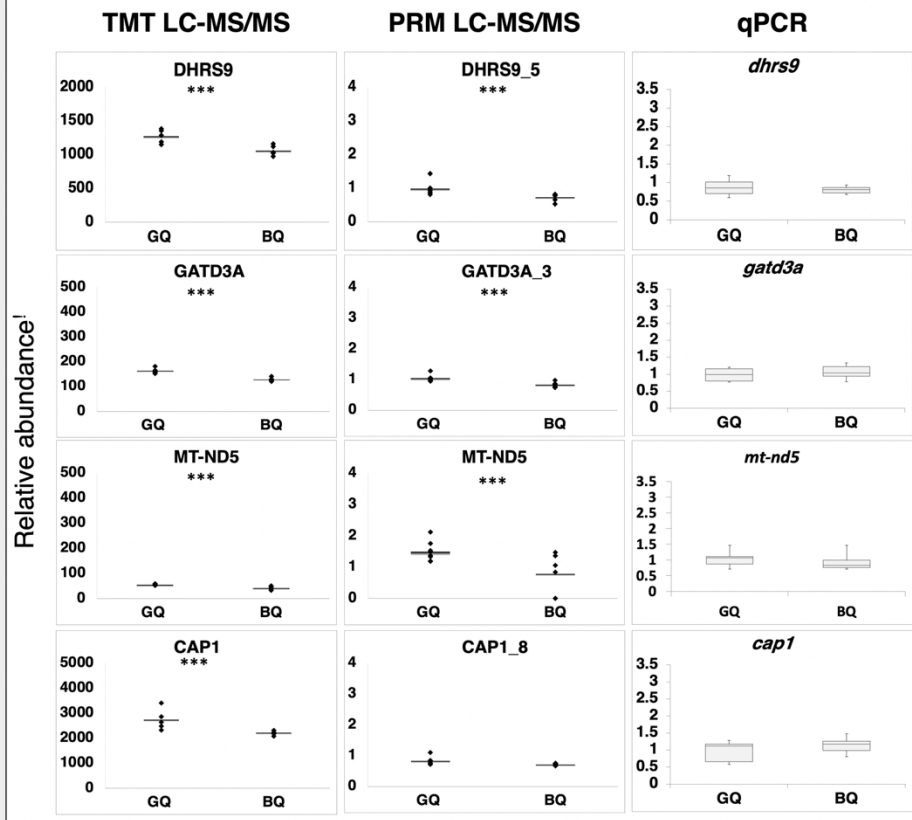 TMT LC-MS/MS
PRM LC-MS/MS
qPCR
Relative abundance!
DHRS9
***
2000
1500
1000
500
0
GQ
BQ
DHRS9_5
***
4
3
2
1
0
GQ
BQ
dhrs9
3.5
3
2.5
2
1.5
1
0.5
0
GQ
BQ
GATD3A
***
500
400
300
200
100
0
GQ
BQ
GATD3A_3
***
4
3
2
1
0
GQ
BQ
gatd3a
3.5
3
2.5
2
1.5
1
0.5
0
GQ
BQ
MT-ND5
***
500
400
300
200
100
0
GQ
BQ
MT-ND5
***
4
3
2
1
0
GQ
BQ
mt-nd5
3.5
3
2.5
2
1.5
1
0.5
0
GQ
BQ
CAP1
***
5000
4000
3000
2000
1000
0
GQ
BQ
CAP1_8
4
3
2
1
0
GQ
BQ
cap1
3.5
3
2.5
2
1.5
1
0.5
0
GQ
BQ